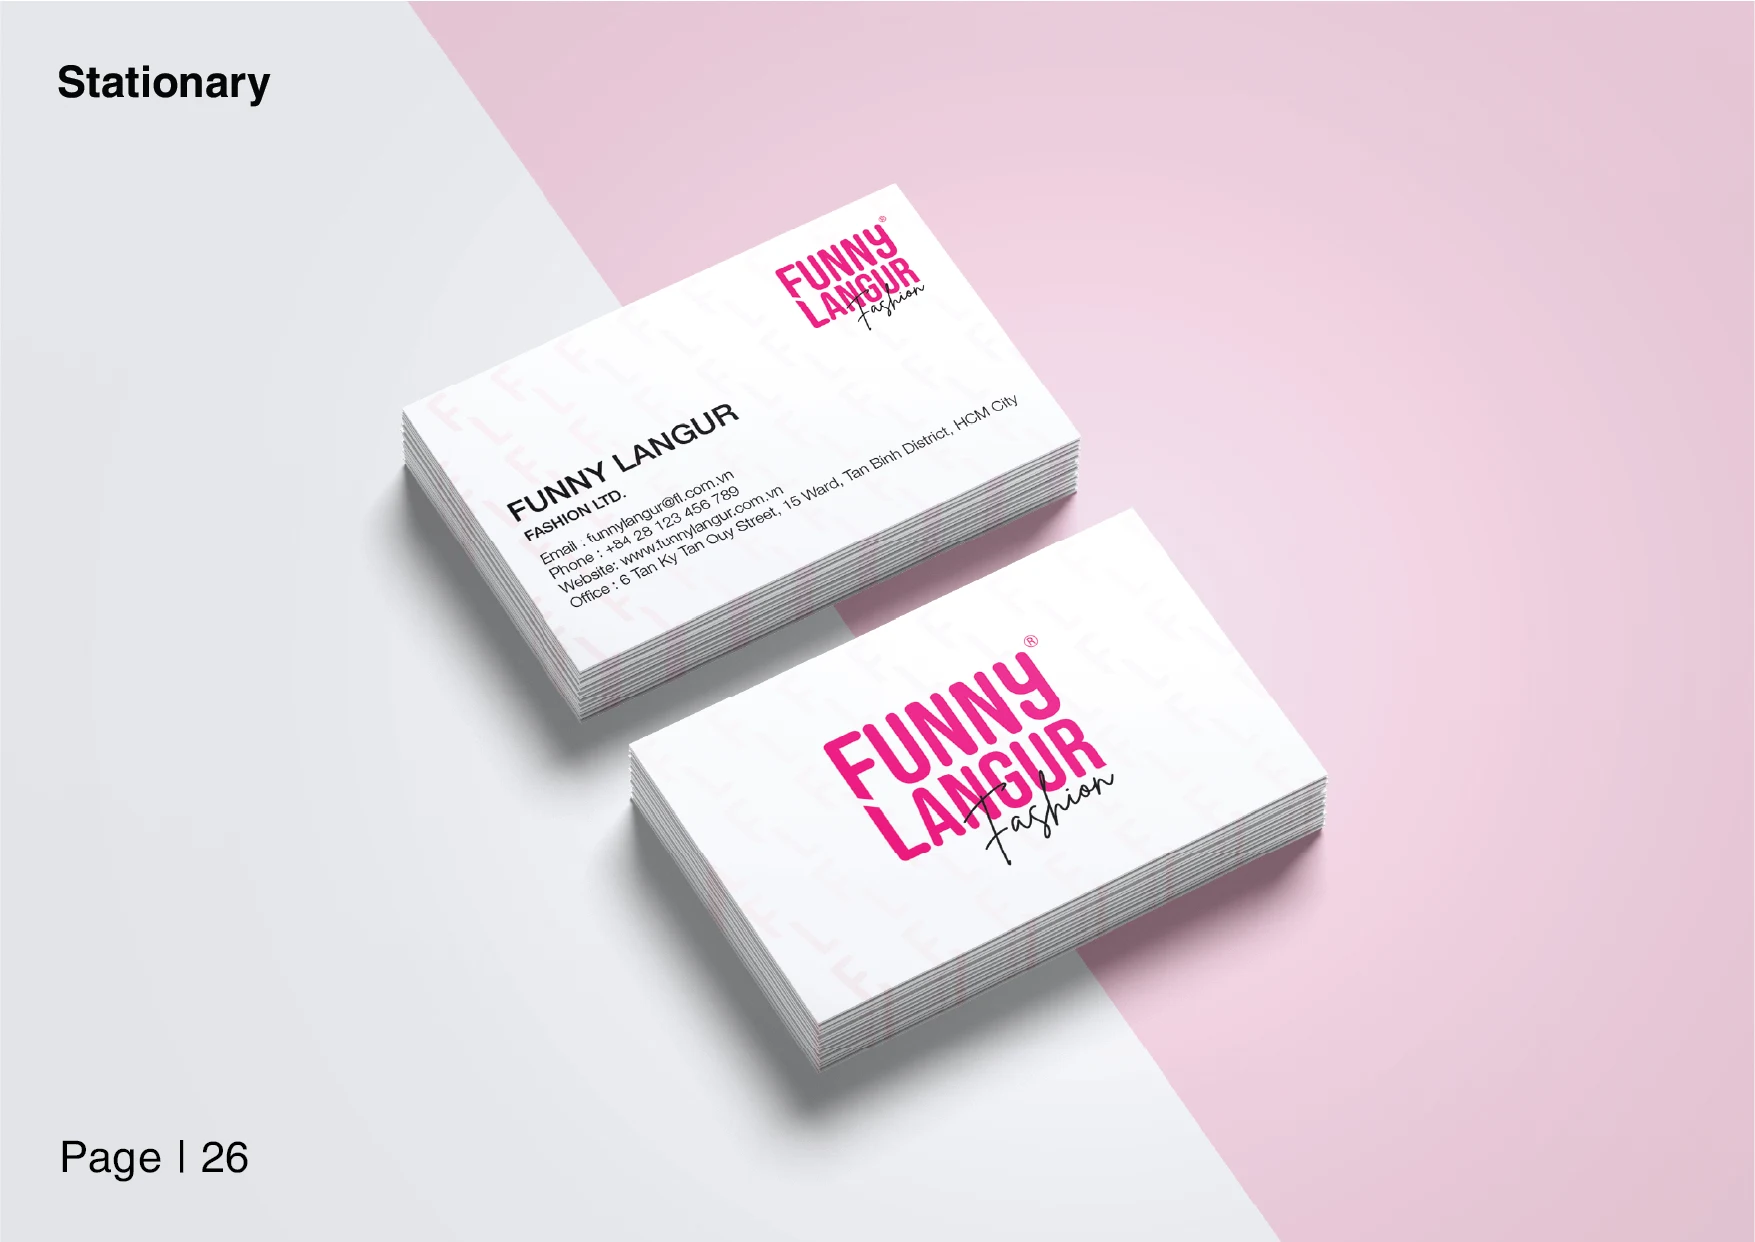 Stationary
FUNNY®
LANGUR
Fashion
FUNNY LANGUR
FASHION LTD.
Email : funnylangur@fl.com.vn
Phone : +84 28 123 456 789
Website: www.funnylangur.com.vn
Office : 6 Tan Ky Tan Quy Street, 15 Ward, Tan Binh District, HCM City
FUNNY®
LANGUR
Fashion
Page | 26